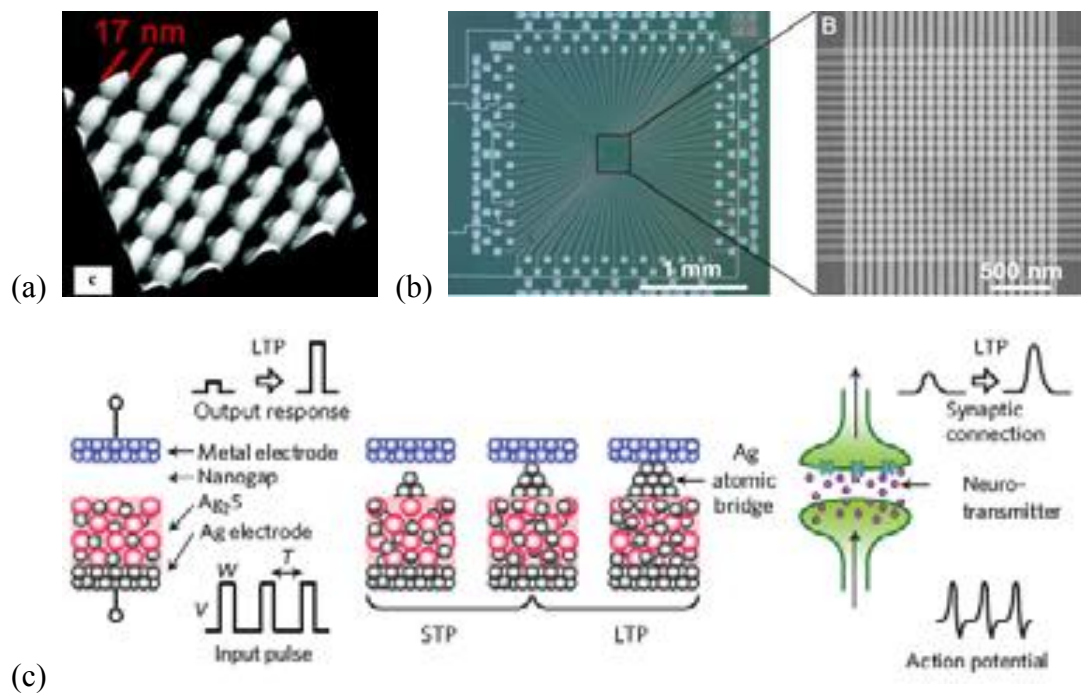 17 nm
c
(a)
B
1 mm
500 nm
(b)
LTP
Output response
Metal electrode
Nanogap
Ag₂S
Ag electrode
W
T
V
Input pulse
STP
LTP
Ag
atomic
bridge
LTP
Synaptic
connection
Neuro-
transmitter
Action potential
(c)